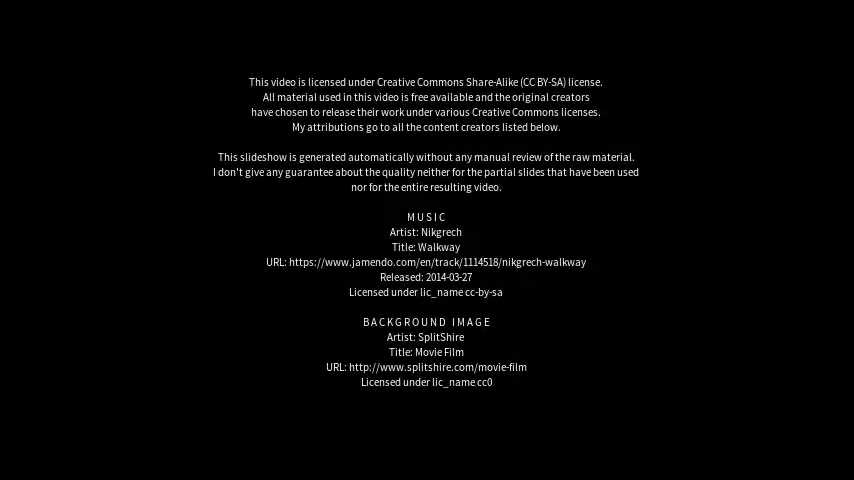 This video is licensed under Creative Commons Share-Alike (CC BY-SA) license.
All material used in this video is free available and the original creators
have chosen to release their work under various Creative Commons licenses.
My attributions go to all the content creators listed below.
This slideshow is generated automatically without any manual review of the raw material.
I don't give any guarantee about the quality neither for the partial slides that have been used
nor for the entire resulting video.
MUSIC
Artist: Nikgrech
Title: Walkway
URL: https://www.jamendo.com/en/track/1114518/nikgrech-walkway
Released: 2014-03-27
Licensed under lic_name cc-by-sa
BACKGROUND IMAGE
Artist: SplitShire
Title: Movie Film
URL: http://www.splitshire.com/movie-film
Licensed under lic_name cc0